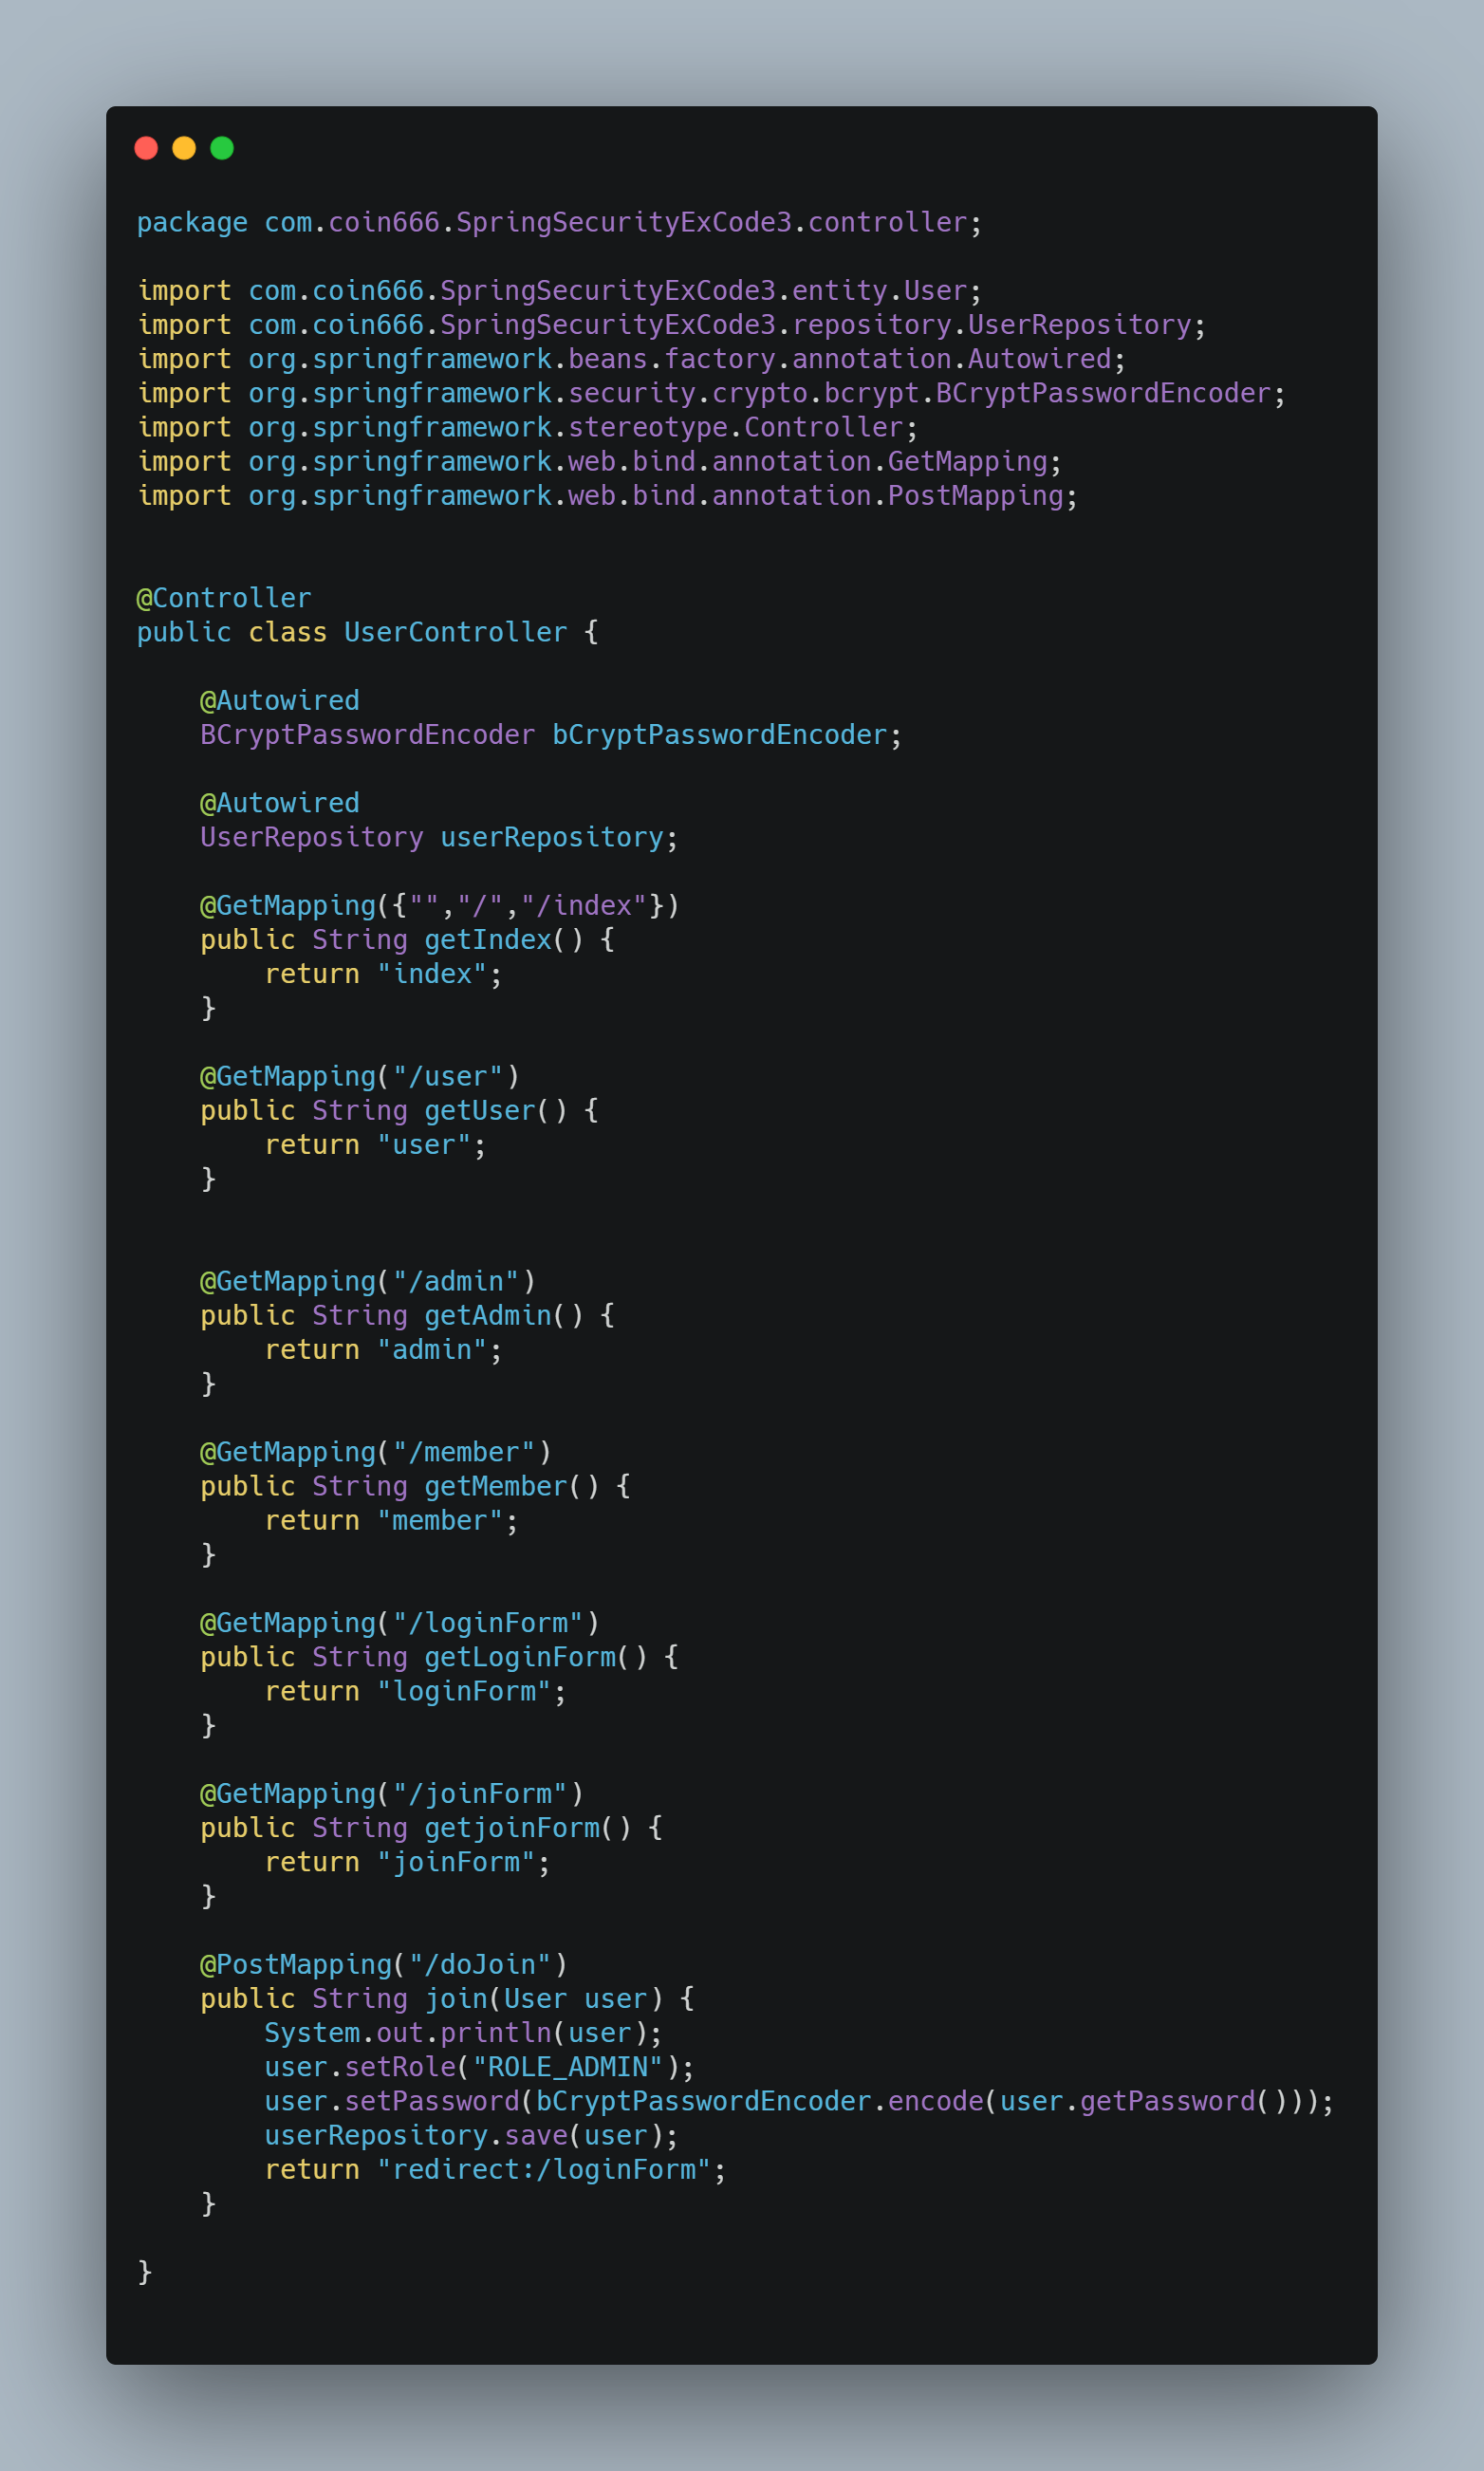 package com.coin666.SpringSecurityExCode3.controller;

import com.coin666.SpringSecurityExCode3.entity.User;
import com.coin666.SpringSecurityExCode3.repository.UserRepository;
import org.springframework.beans.factory.annotation.Autowired;
import org.springframework.security.crypto.bcrypt.BCryptPasswordEncoder;
import org.springframework.stereotype.Controller;
import org.springframework.web.bind.annotation.GetMapping;
import org.springframework.web.bind.annotation.PostMapping;


@Controller
public class UserController {

    @Autowired
    BCryptPasswordEncoder bCryptPasswordEncoder;

    @Autowired
    UserRepository userRepository;

    @GetMapping({"","/","/index"})
    public String getIndex() {
        return "index";
    }

    @GetMapping("/user")
    public String getUser() {
        return "user";
    }


    @GetMapping("/admin")
    public String getAdmin() {
        return "admin";
    }

    @GetMapping("/member")
    public String getMember() {
        return "member";
    }

    @GetMapping("/loginForm")
    public String getLoginForm() {
        return "loginForm";
    }

    @GetMapping("/joinForm")
    public String getjoinForm() {
        return "joinForm";
    }

    @PostMapping("/doJoin")
    public String join(User user) {
        System.out.println(user);
        user.setRole("ROLE_ADMIN");
        user.setPassword(bCryptPasswordEncoder.encode(user.getPassword()));
        userRepository.save(user);
        return "redirect:/loginForm";
    }

}